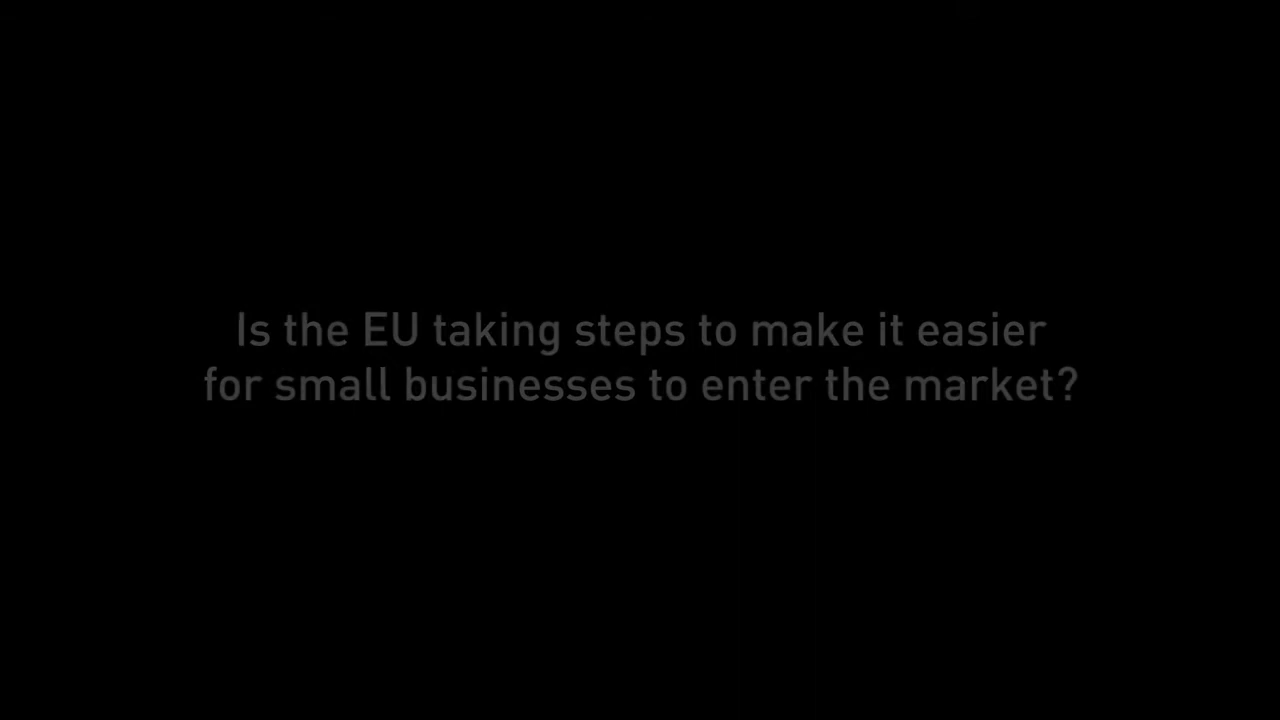 Is the EU taking steps to make it easier
for small businesses to enter the market?